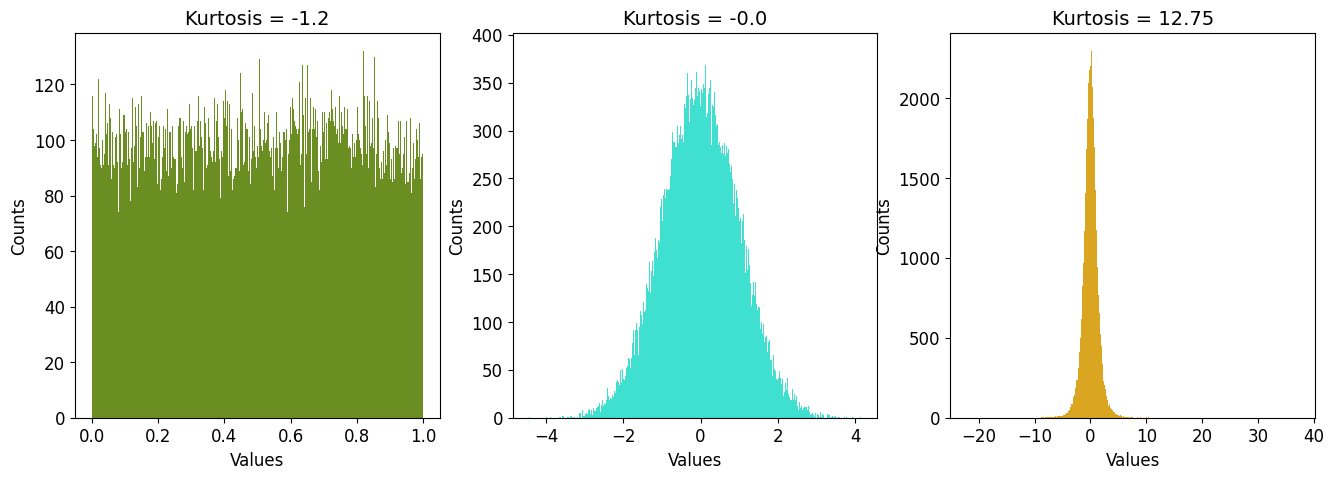 Kurtosis = -1.2
Counts
120
100
80
60
40
20
0
0.0 0.2 0.4 0.6 0.8 1.0
Values
Kurtosis = -0.0
Counts
400
350
300
250
200
150
100
50
0
−4 −2 0 2 4
Values
Kurtosis = 12.75
Counts
2000
1500
1000
500
0
−20 −10 0 10 20 30 40
Values